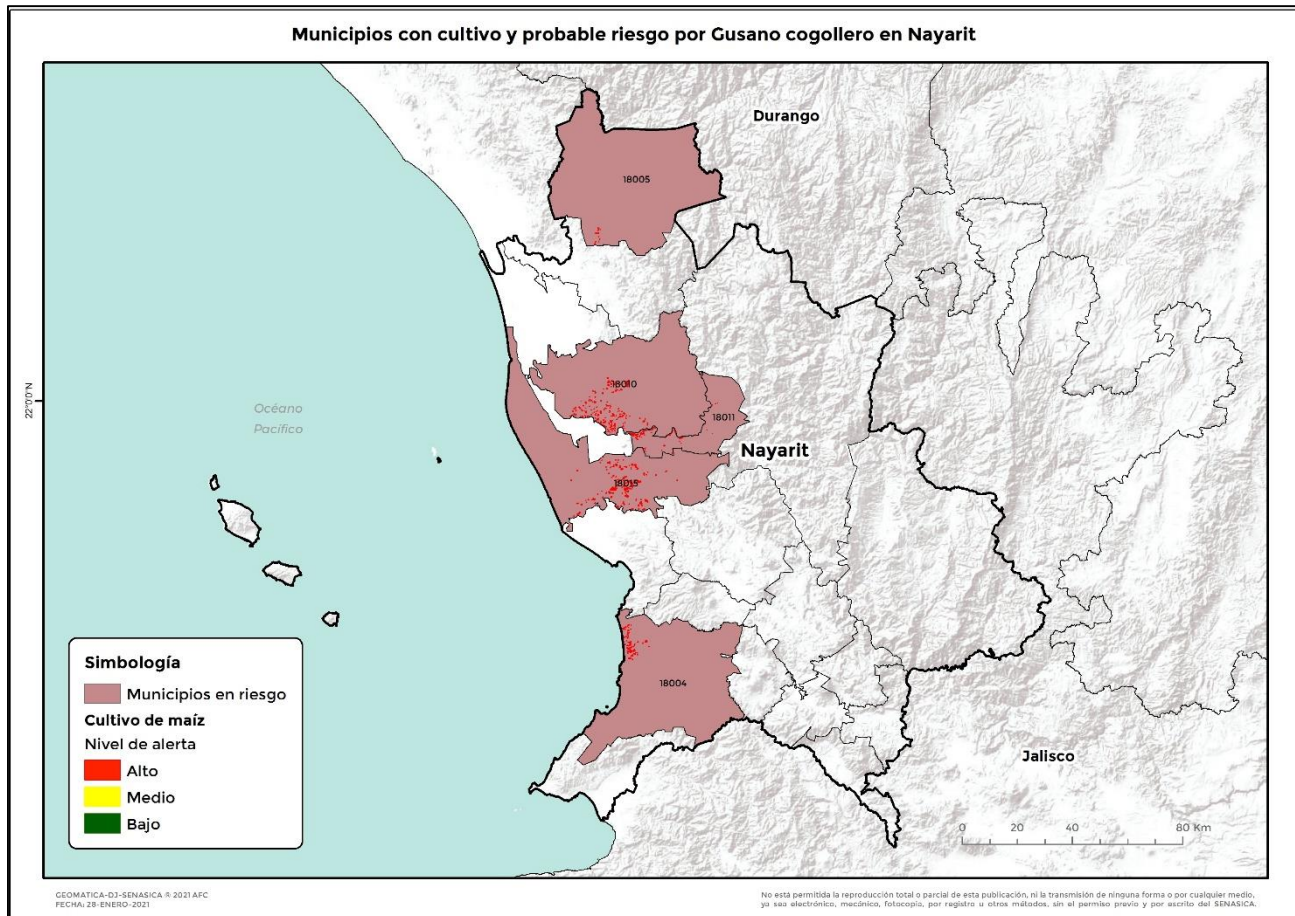 Municipios con cultivo y probable riesgo por Gusano cogollero en Nayarit
Durango
18005
22°0'0"N
Océano
Pacífico
18010
18011
Nayarit
18015
18004
Jalisco
Simbología
Municipios en riesgo
Cultivo de maíz
Nivel de alerta
Alto
Medio
Bajo
0 20 40 80 Km
GEOMATICA-DJ-SENASICA © 2021 AFC
FECHA: 28-ENERO-2021
No está permitida la reproducción total o parcial de esta publicación, ni la transmisión de ninguna forma o por cualquier medio,
ya sea electrónico, mecánico, fotocopia, por registro u otros métodos, sin el permiso previo y por escrito del SENASICA.